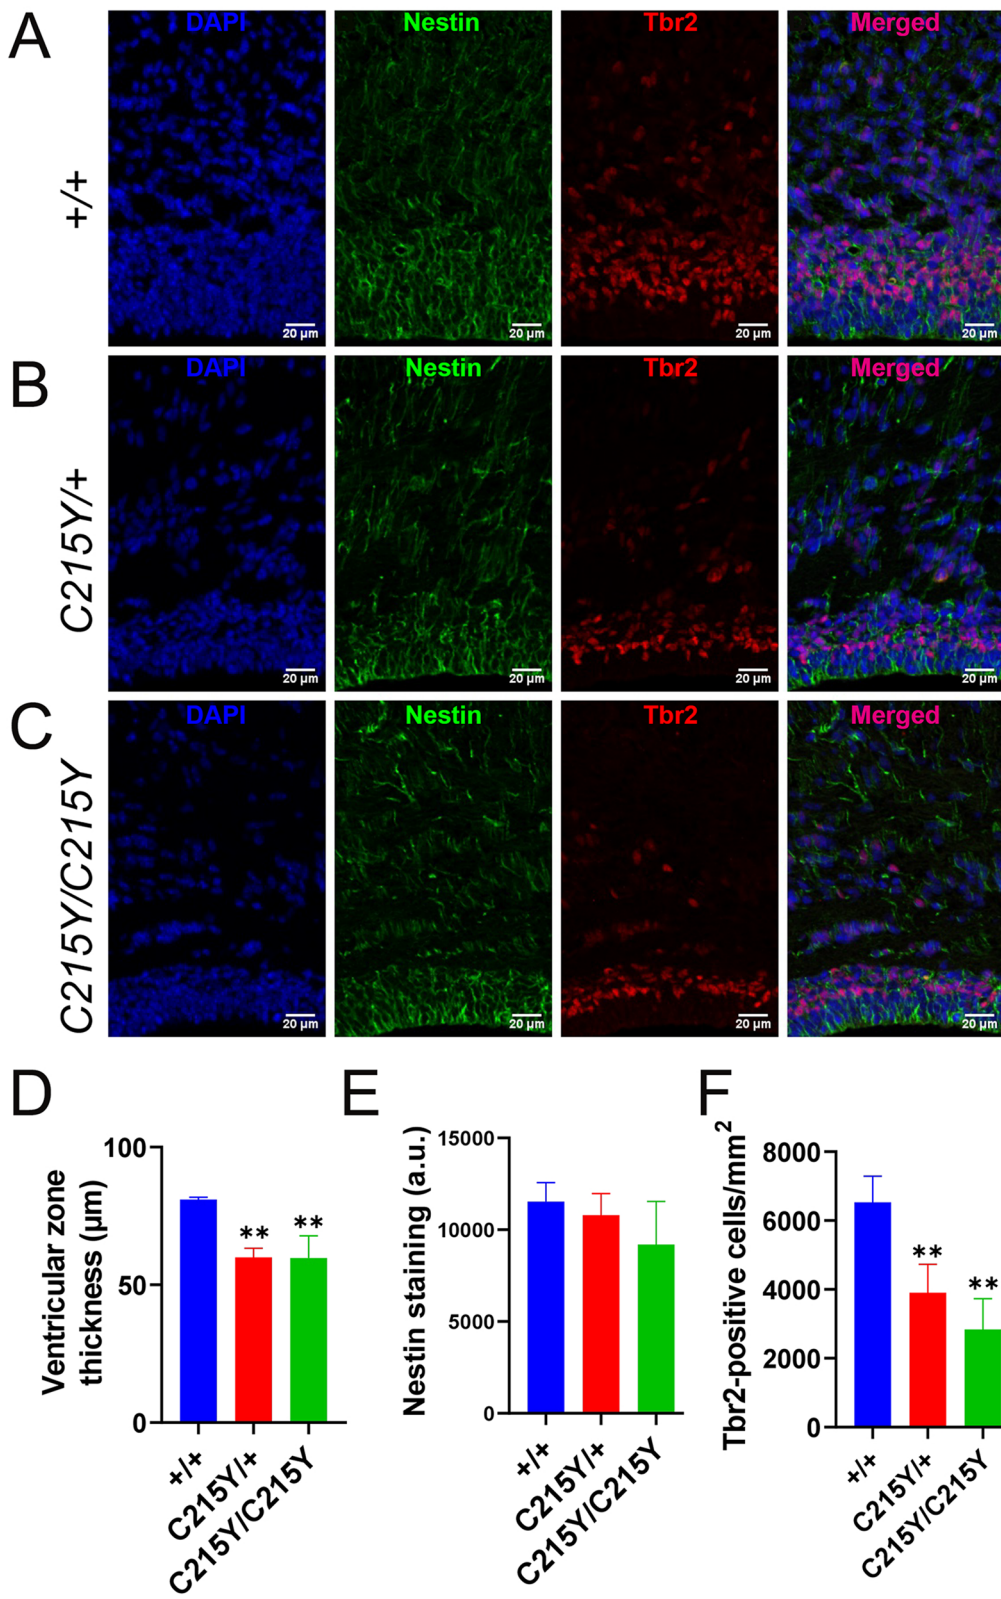 A
+/+
DAPI
Nestin
Tbr2
Merged
20 µm
20 µm
20 µm
20 µm
B
C215Y/+
DAPI
Nestin
Tbr2
Merged
20 µm
20 µm
20 µm
20 µm
C
C215Y/C215Y
DAPI
Nestin
Tbr2
Merged
20 µm
20 µm
20 µm
20 µm
D
Ventricular zone
thickness (µm)
100
50
0
**
**
+/+
C215Y/+
C215Y/C215Y
E
Nestin staining (a.u.)
15000
10000
5000
0
+/+
C215Y/+
C215Y/C215Y
F
Tbr2-positive cells/mm²
8000
6000
4000
2000
0
**
**
+/+
C215Y/+
C215Y/C215Y